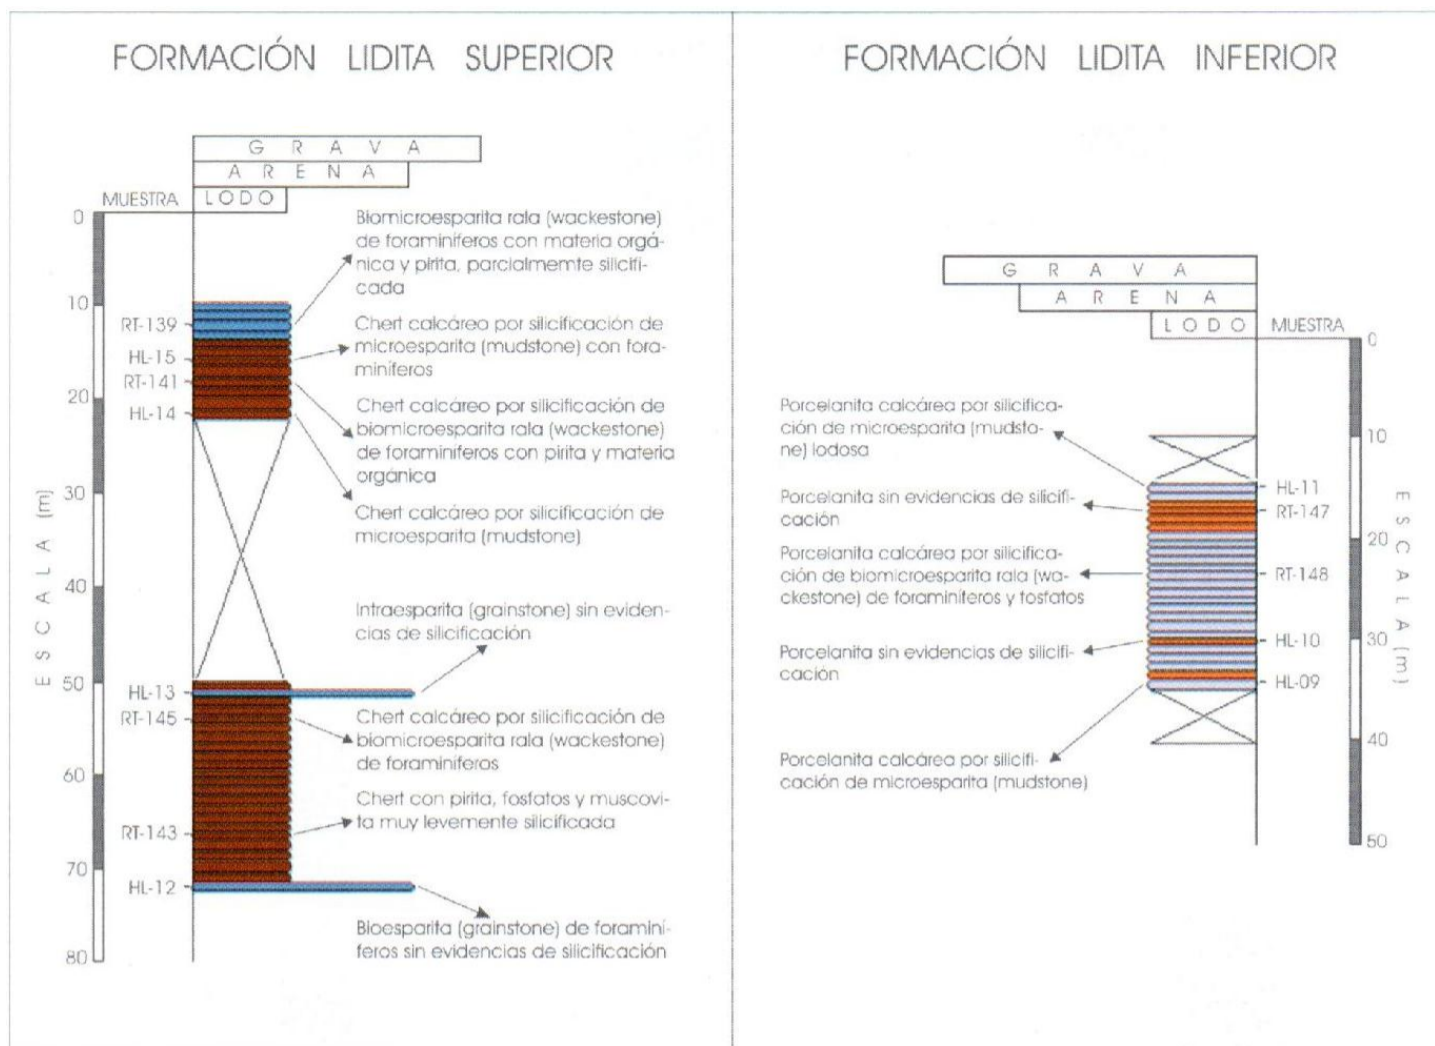 FORMACIÓN LIDITA SUPERIOR
GRAVA
ARENA
LODO
MUESTRA
0
10
20
30
40
50
60
70
80
ESCALA (m)
RT-139
HL-15
RT-141
HL-14
HL-13
RT-145
RT-143
HL-12
Biomicroesparita rala (wackestone)
de foraminíferos con materia orgá-
nica y pirita, parcialmemte silicifi-
cada
Chert calcáreo por silicificación de
microesparita (mudstone) con fora-
miníferos
Chert calcáreo por silicificación de
biomicroesparita rala (wackestone)
de foraminíferos con pirita y materia
orgánica
Chert calcáreo por silicificación de
microesparita (mudstone)
Intraesparita (grainstone) sin eviden-
cias de silicificación
Chert calcáreo por silicificación de
biomicroesparita rala (wackestone)
de foraminíferos
Chert con pirita, fosfatos y muscovi-
ta muy levemente silicificada
Bioesparita (grainstone) de foraminí-
feros sin evidencias de silicificación
FORMACIÓN LIDITA INFERIOR
GRAVA
ARENA
LODO
MUESTRA
Porcelanita calcárea por silicifica-
ción de microesparita (mudsto-
ne) lodosa
Porcelanita sin evidencias de silicifi-
cación
Porcelanita calcárea por silicifica-
ción de biomicroesparita rala (wa-
ckestone) de foraminíferos y fosfatos
Porcelanita sin evidencias de silicifi-
cación
Porcelanita calcárea por silicifi-
cación de microesparita (mudstone)
HL-11
RT-147
RT-148
HL-10
HL-09
0
10
20
30
40
50
ESCALA (m)